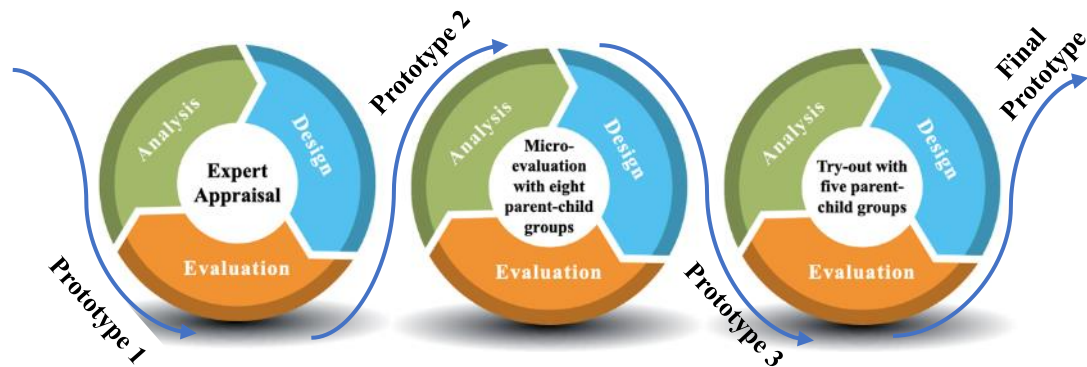 Prototype 1
Analysis
Design
Expert
Appraisal
Evaluation
Prototype 2
Analysis
Design
Micro-
evaluation
with eight
parent-child
groups
Evaluation
Prototype 3
Analysis
Design
Try-out with
five parent-
child groups
Evaluation
Final
Prototype